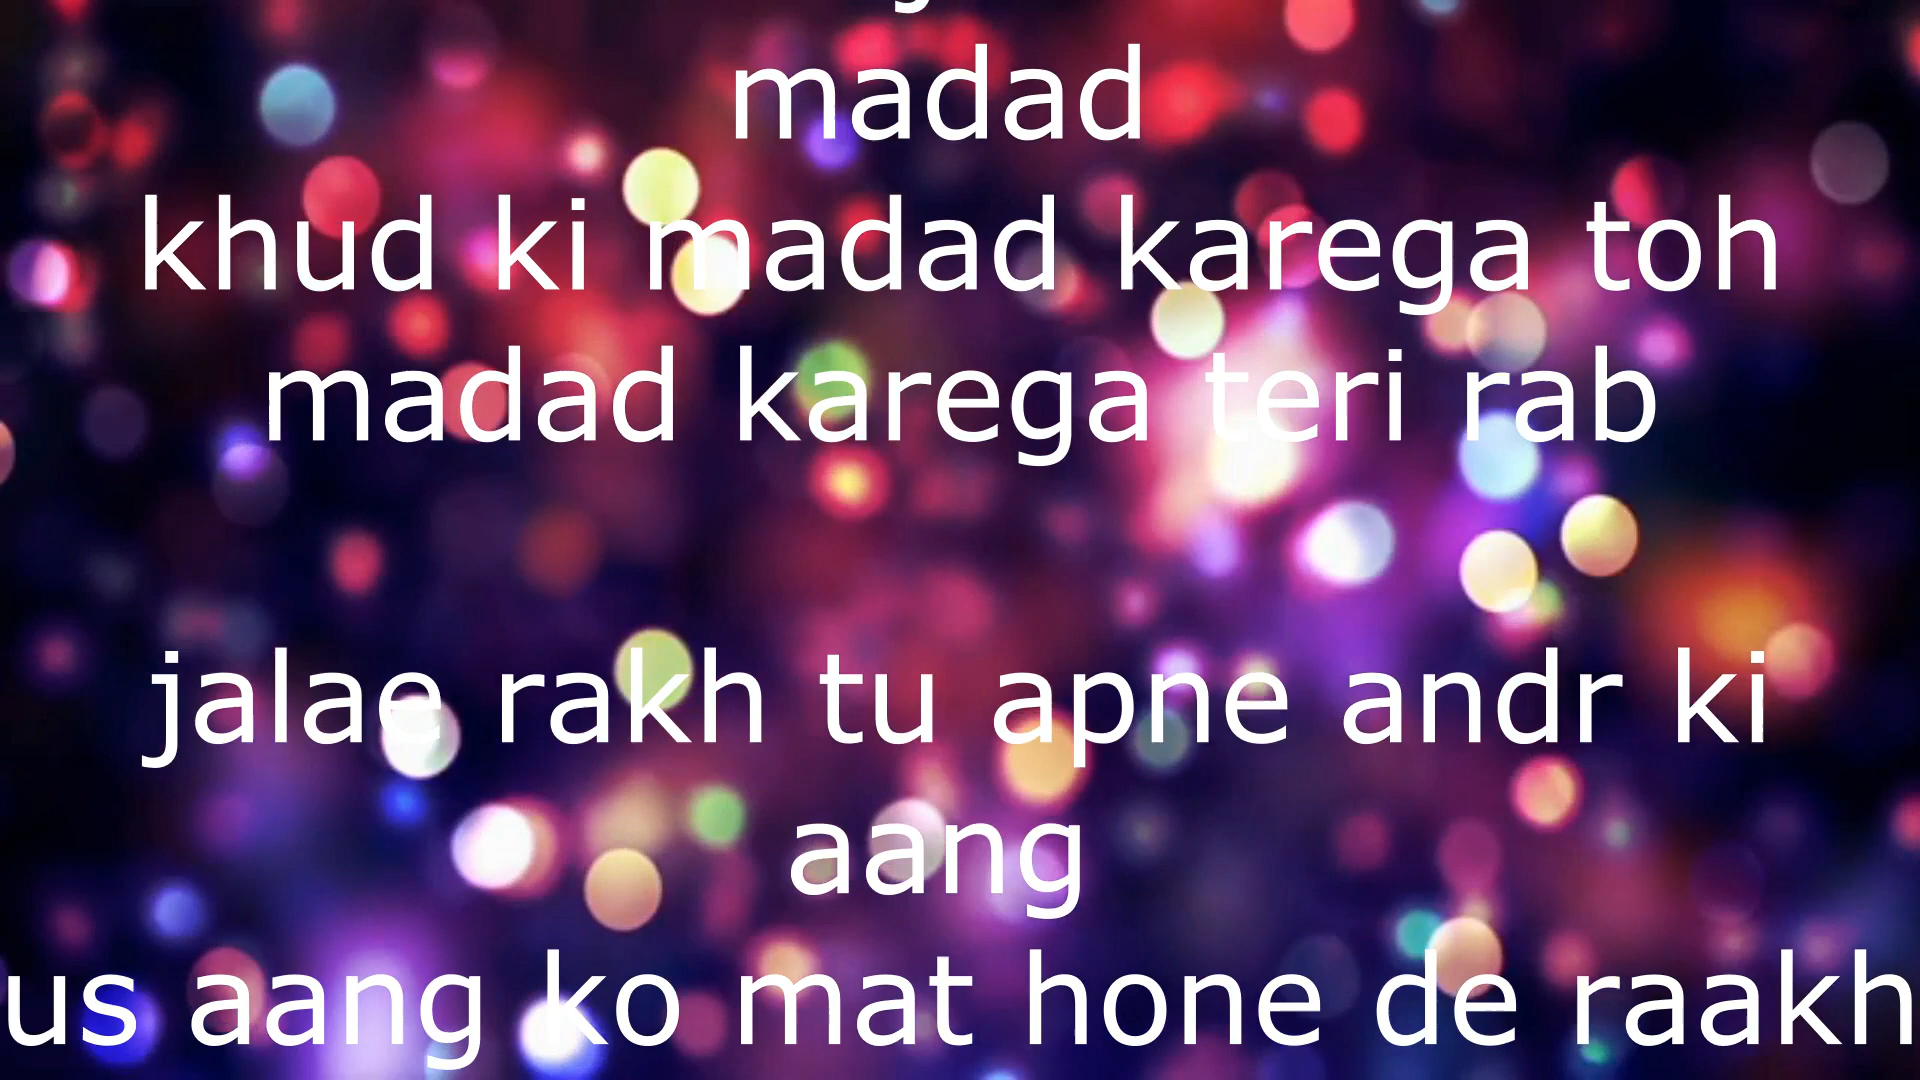 madad
khud ki madad karega toh
madad karega teri rab
jalae rakh tu apne andr ki
aang
us aang ko mat hone de raakh